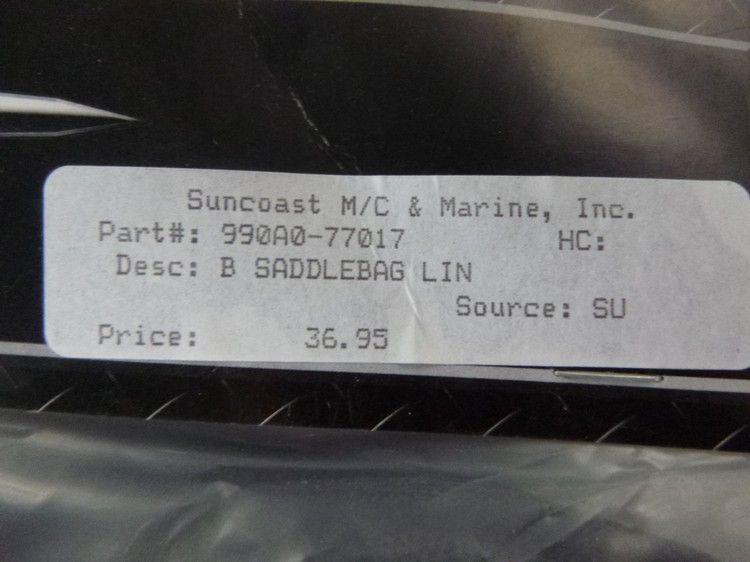 Suncoast M/C & Marine, Inc.
Part#: 990A0-77017 HC:
Desc: B SADDLEBAG LIN
Source: SU
Price: 36.95